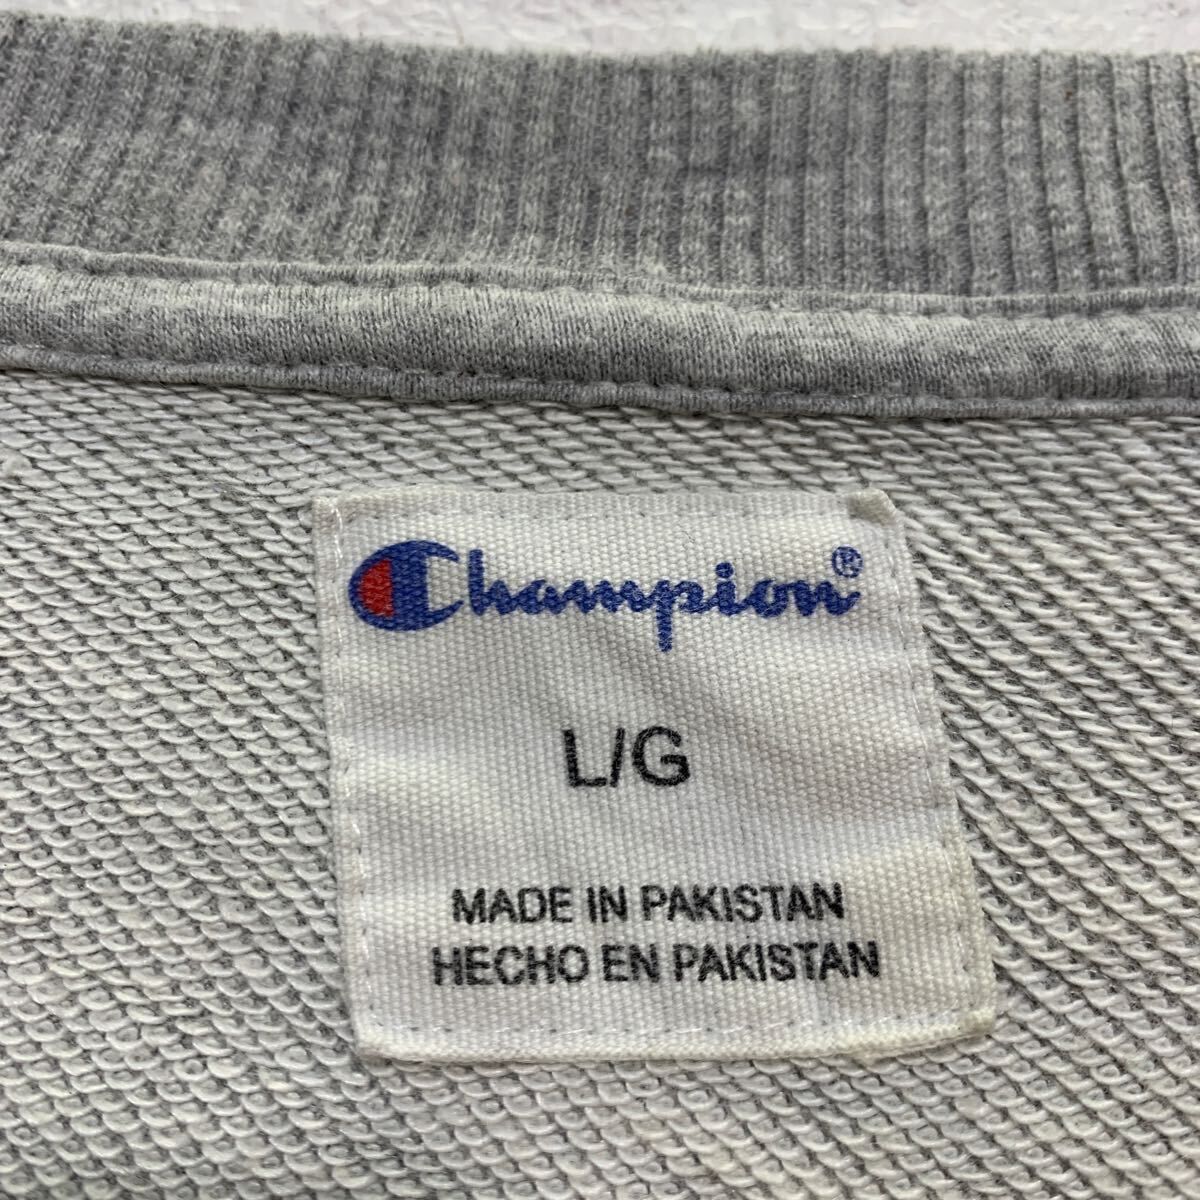 Champion®
L/G
MADE IN PAKISTAN
HECHO EN PAKISTAN